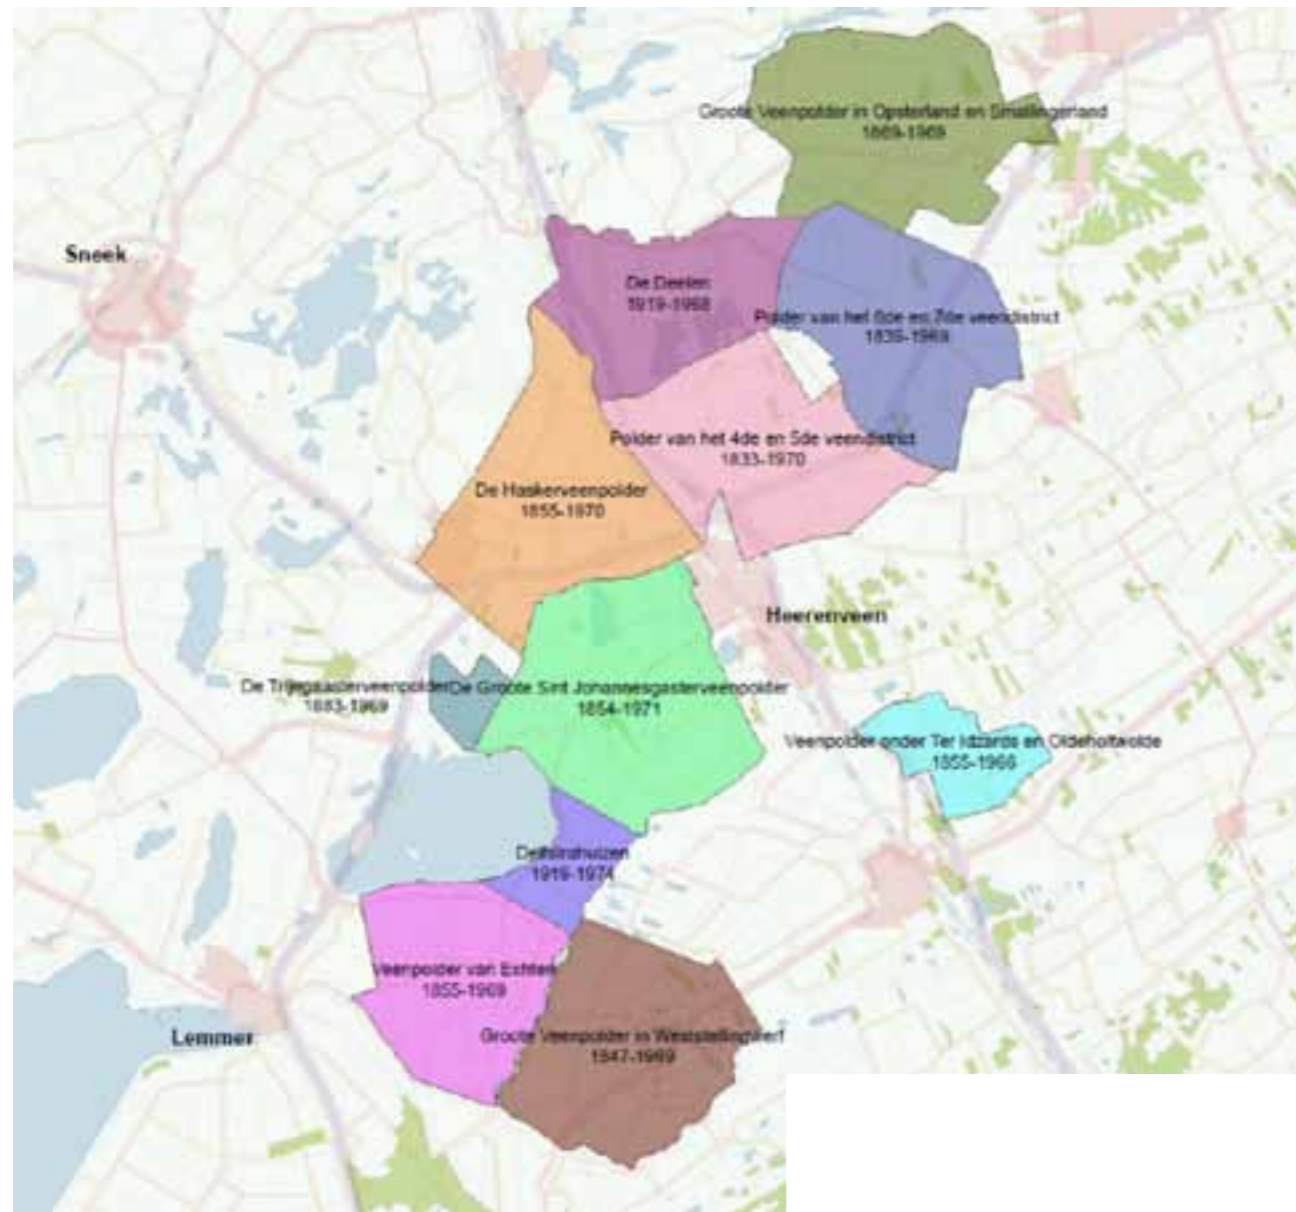 Groote Veenpolder in Opsterland en Smallingerland
1869-1969
Sneek
De Deelen
1919-1968
Polder van het 6de en 7de veendistrict
1835-1969
Polder van het 4de en 5de veendistrict
1833-1970
De Haskerveenpolder
1855-1970
Heerenveen
De Trijegaasterveenpolder
1883-1969
De Groote Sint Johannesgasterveenpolder
1854-1971
Veenpolder onder Ter Idzards en Oldeholtwolde
1855-1966
Delfstrahuizen
1919-1974
Veenpolder van Echten
1855-1969
Groote Veenpolder in Weststellingwerf
1847-1969
Lemmer